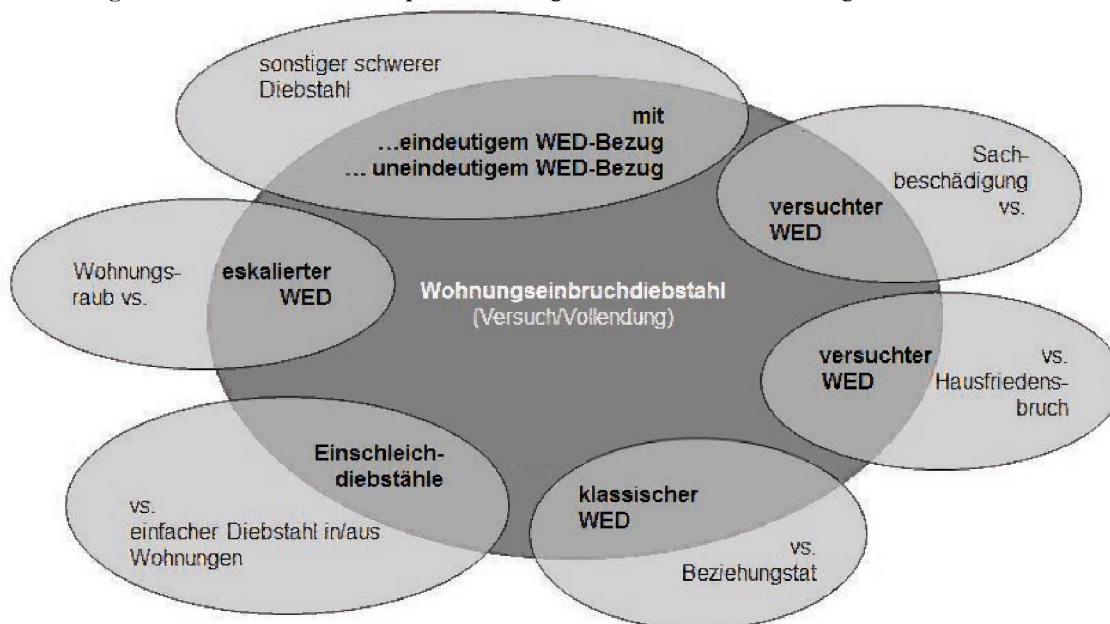 sonstiger schwerer
Diebstahl
mit
...eindeutigem WED-Bezug
... uneindeutigem WED-Bezug
Sach-
beschädigung
vs.
versuchter
WED
Wohnungs-
raub vs.
eskalierter
WED
Wohnungseinbruchdiebstahl
(Versuch/Vollendung)
versuchter
WED
vs.
Hausfriedens-
bruch
Einschleich-
diebstähle
vs.
einfacher Diebstahl in/aus
Wohnungen
klassischer
WED
vs.
Beziehungstat